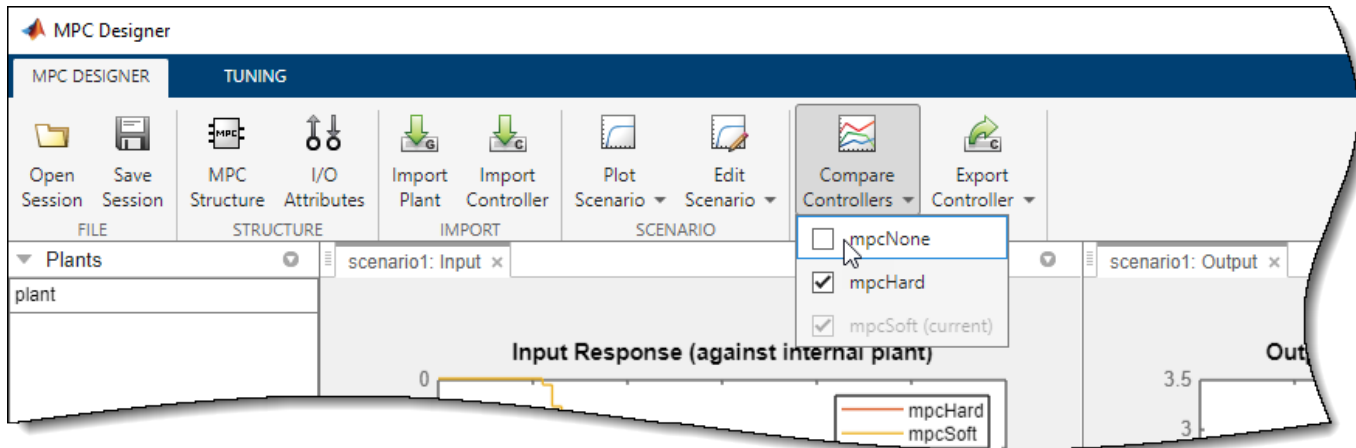 MPC Designer
MPC DESIGNER TUNING
Open Session
Save Session
MPC Structure
I/O Attributes
Import Plant
Import Controller
Plot Scenario
Edit Scenario
Compare Controllers
Export Controller
FILE STRUCTURE IMPORT SCENARIO
mpcNone
mpcHard
mpcSoft (current)
Plants
plant
scenario1: Input ×
scenario1: Output ×
Input Response (against internal plant)
0
mpcHard
mpcSoft
Out
3.5
3